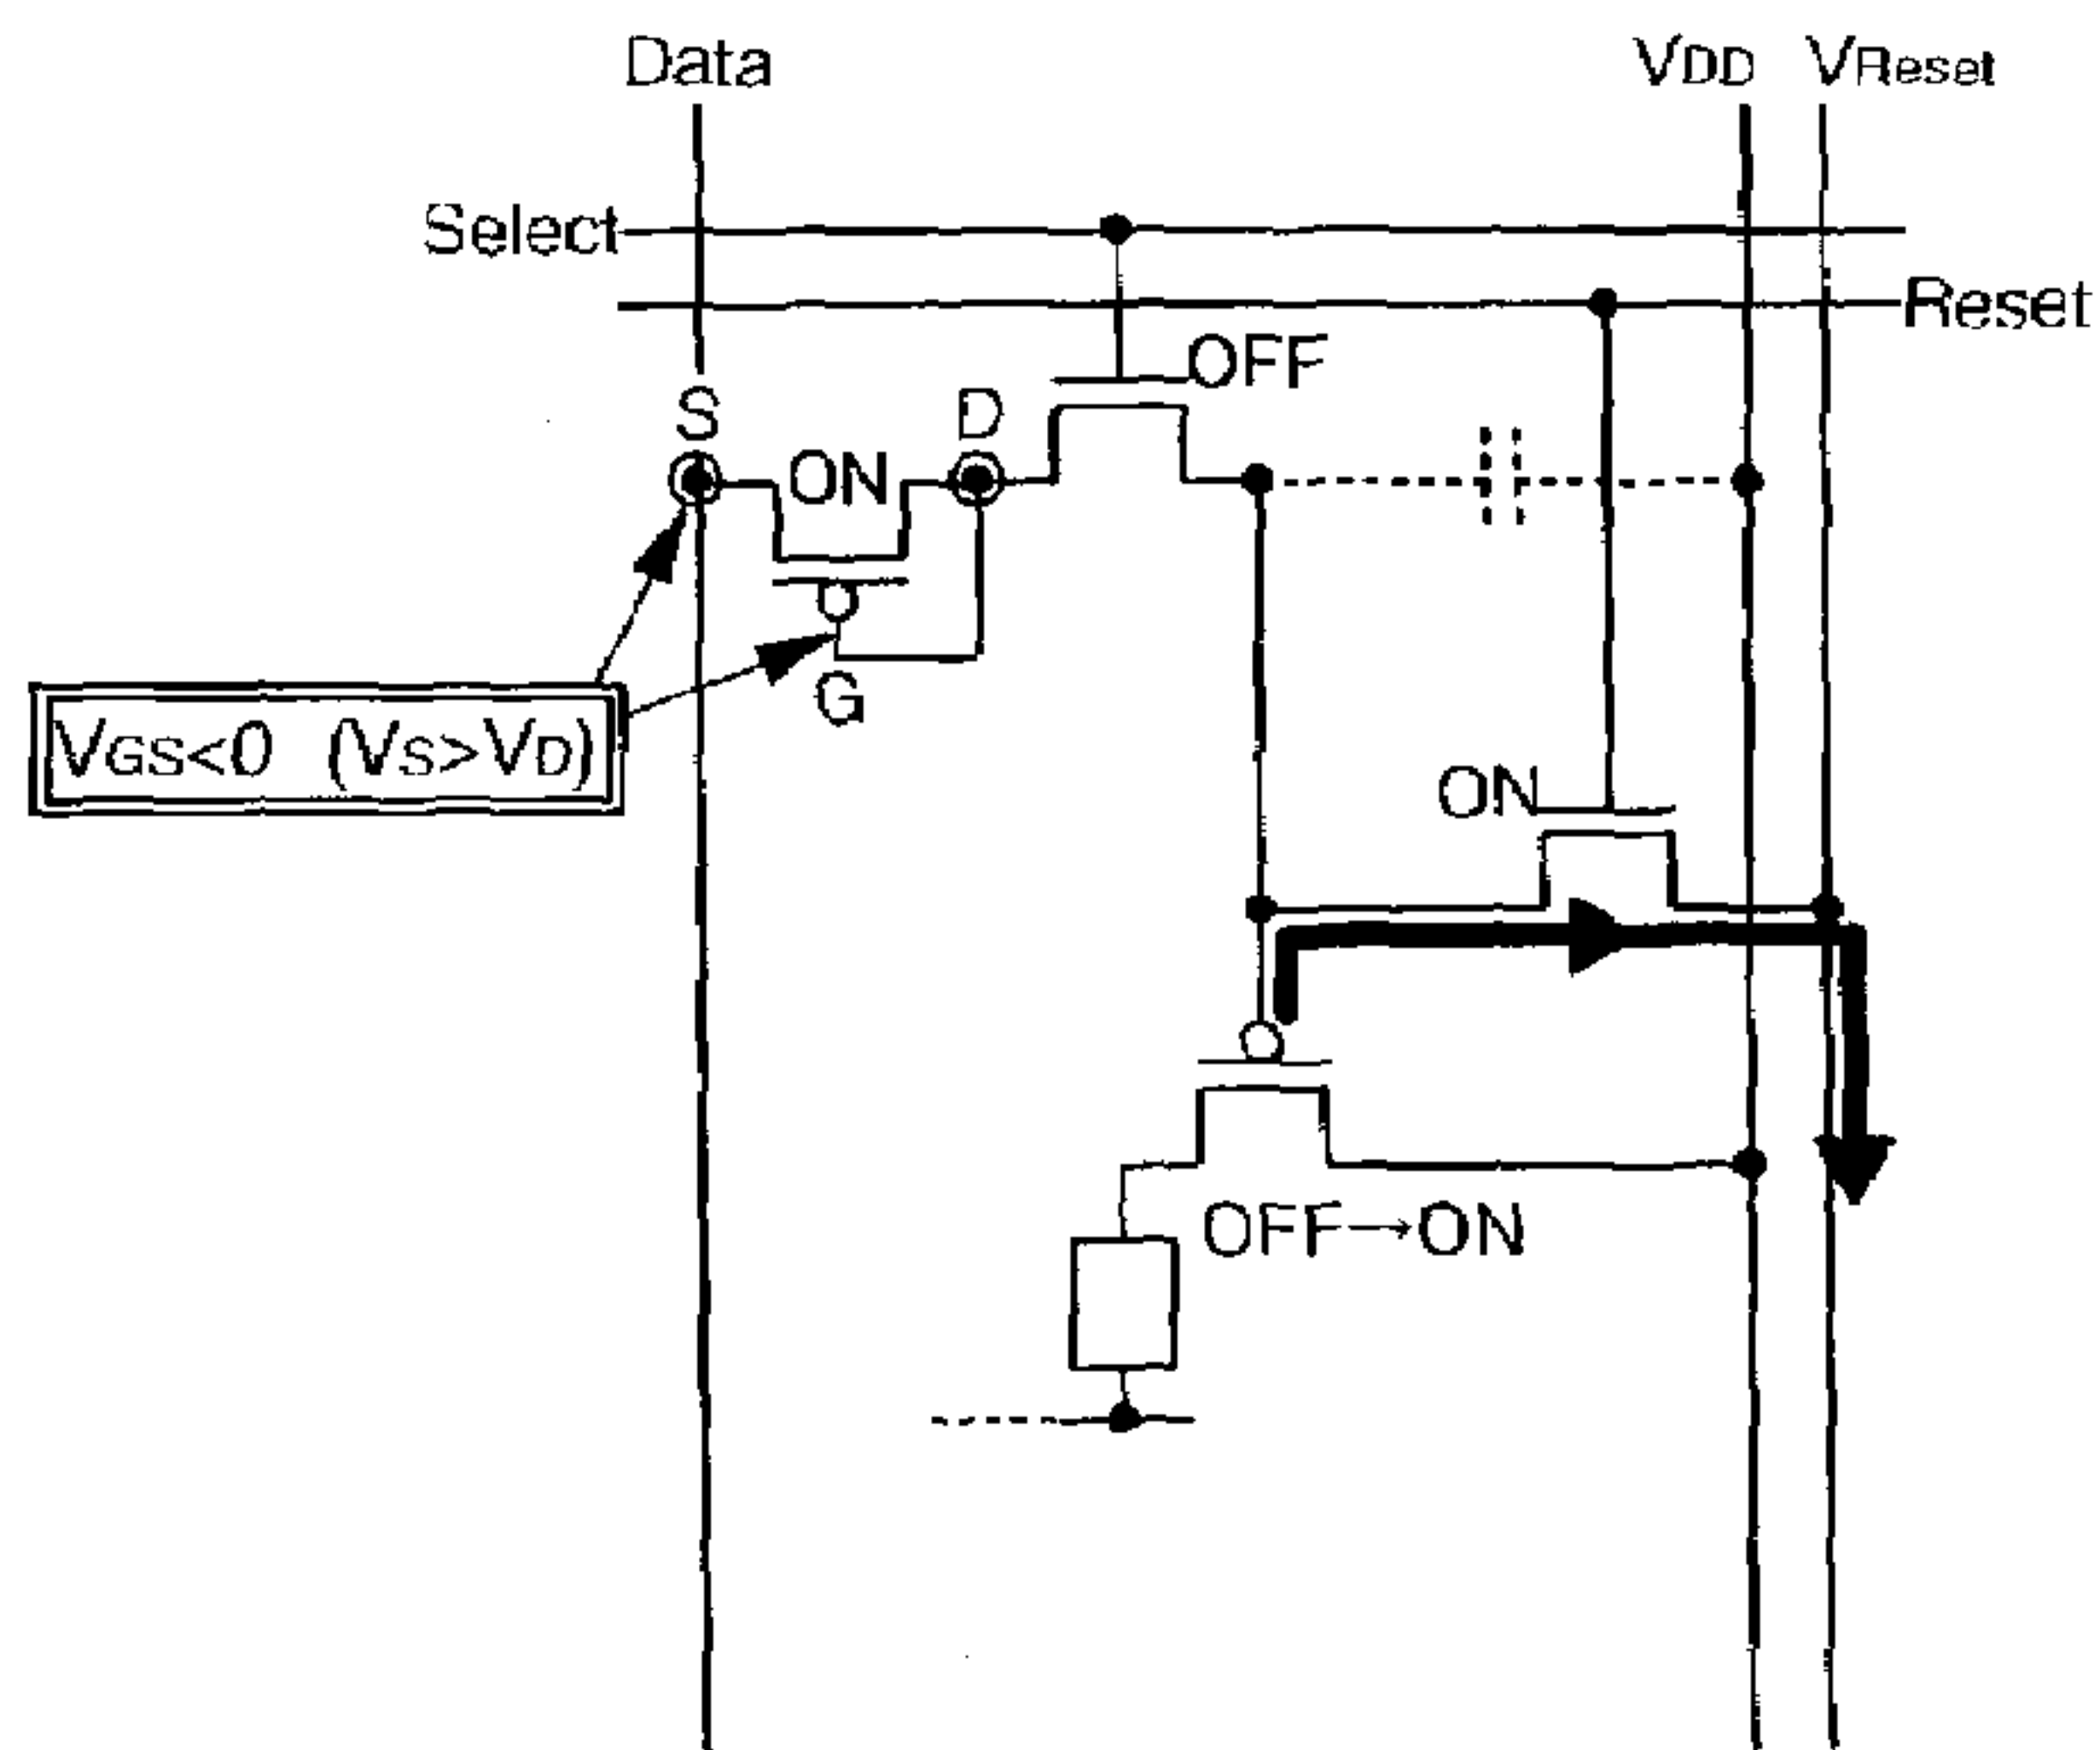 Data
VDD
VReset
Select
Reset
OFF
S
D
ON
G
VGS<0 (VS>VD)
ON
OFF→ON